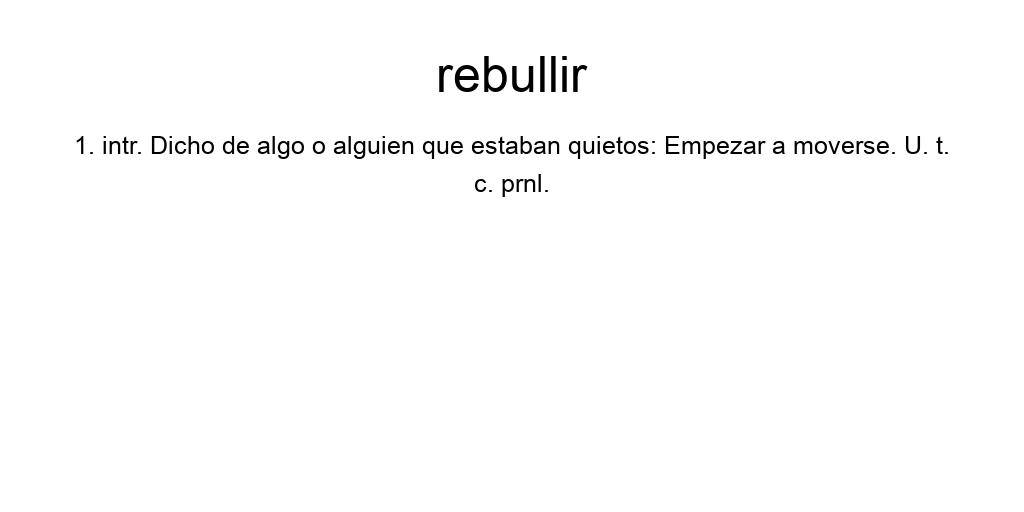 rebullir
1. intr. Dicho de algo o alguien que estaban quietos: Empezar a moverse. U. t.
c. prnl.